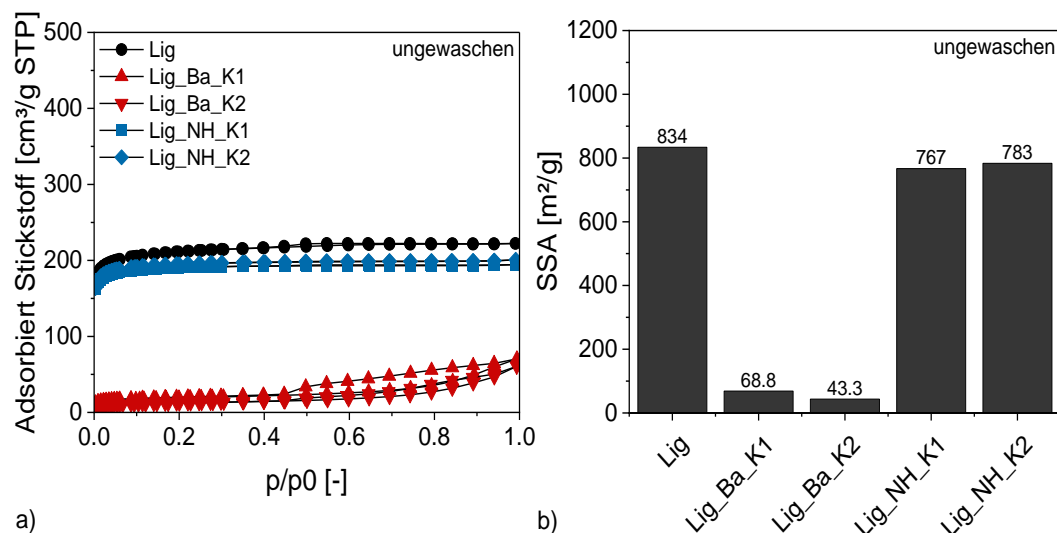 500
400
300
200
100
0
Adsorbiert Stickstoff [cm³/g STP]
ungewaschen
Lig
Lig_Ba_K1
Lig_Ba_K2
Lig_NH_K1
Lig_NH_K2
0.0 0.2 0.4 0.6 0.8 1.0
p/p0 [-]
a)
1200
1000
800
600
400
200
0
SSA [m²/g]
ungewaschen
834
68.8
43.3
767
783
Lig
Lig_Ba_K1
Lig_Ba_K2
Lig_NH_K1
Lig_NH_K2
b)